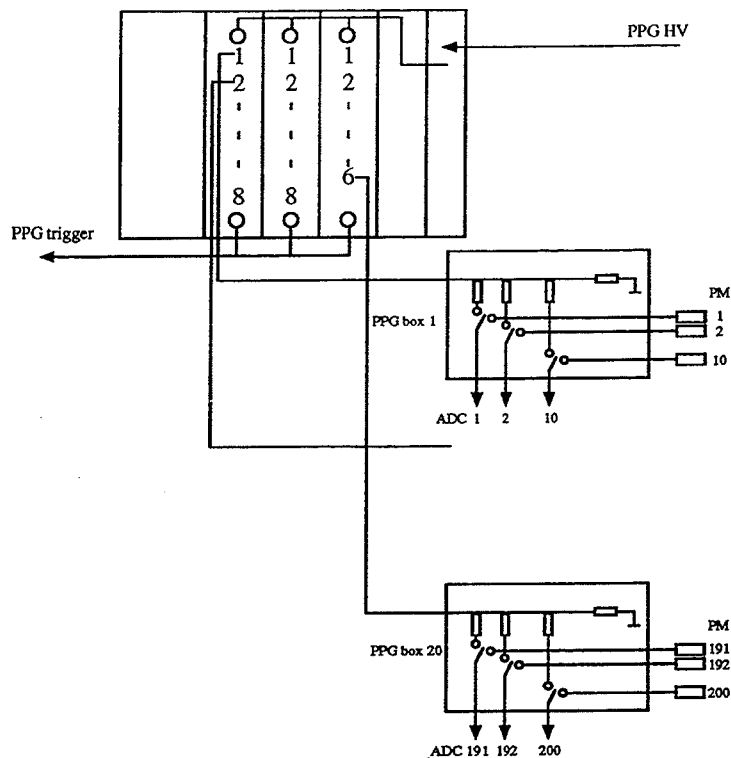 PPG HV
1 1 1
2 2 2
6
8 8
PPG trigger
PM
PPG box 1
1
2
10
ADC 1 2 10
PM
PPG box 20
191
192
200
ADC 191 192 200